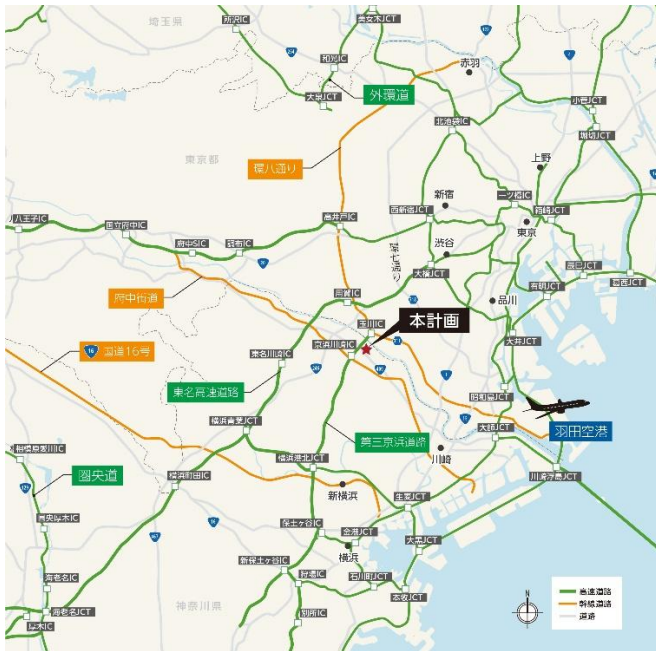 埼玉県
所沢IC
美女木JCT
和光IC
赤羽
大泉JCT
外環道
小菅JCT
北池袋IC
堀切JCT
東京都
環八通り
上野
新宿
一ツ橋IC
八王子IC
国立府中IC
高井戸IC
西新宿JCT
箱崎JCT
東京
府中SIC
調布IC
環七通り
渋谷
20
大橋JCT
辰巳JCT
葛西JCT
有明JCT
府中街道
用賀IC
品川
玉川IC
本計画
16
国道16号
京浜川崎IC
大井JCT
東名川崎IC
東名高速道路
409
1
昭和島JCT
羽田空港
横浜青葉JCT
第三京浜道路
大師JCT
川崎
相模原愛川IC
圏央道
横浜町田IC
横浜港北JCT
川崎浮島JCT
129
新横浜
生麦JCT
圏央厚木IC
保土ヶ谷IC
金港JCT
16
大黒JCT
横浜
新保土ヶ谷IC
海老名IC
狩場IC
石川町JCT
本牧JCT
海老名JCT
神奈川県
別所IC
厚木IC
N
高速道路
幹線道路
道路